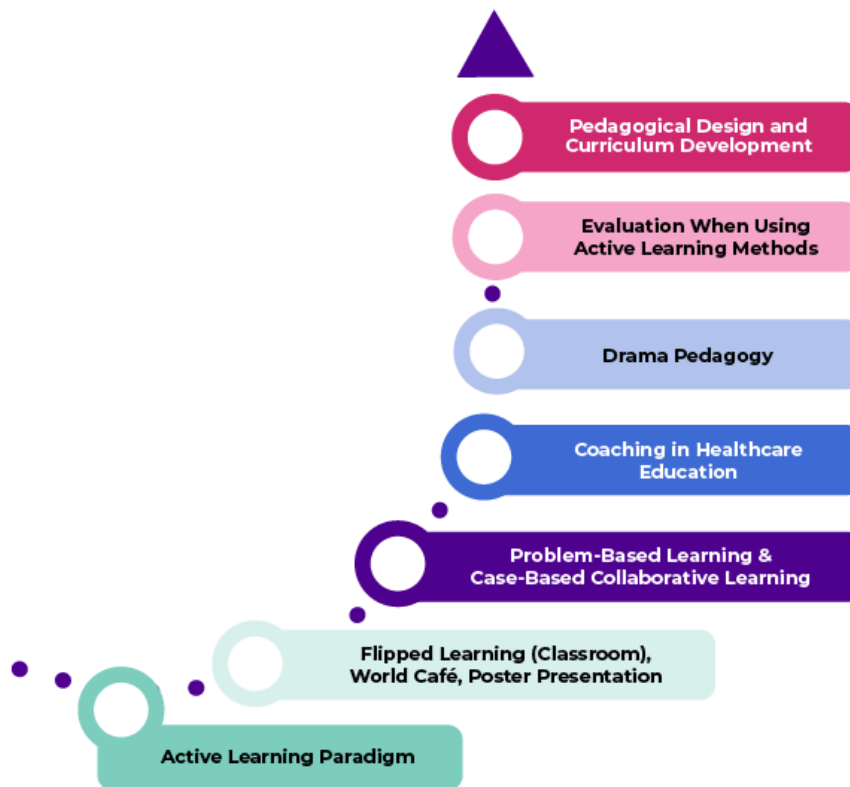 Pedagogical Design and
Curriculum Development
Evaluation When Using
Active Learning Methods
Drama Pedagogy
Coaching in Healthcare
Education
Problem-Based Learning &
Case-Based Collaborative Learning
Flipped Learning (Classroom),
World Café, Poster Presentation
Active Learning Paradigm